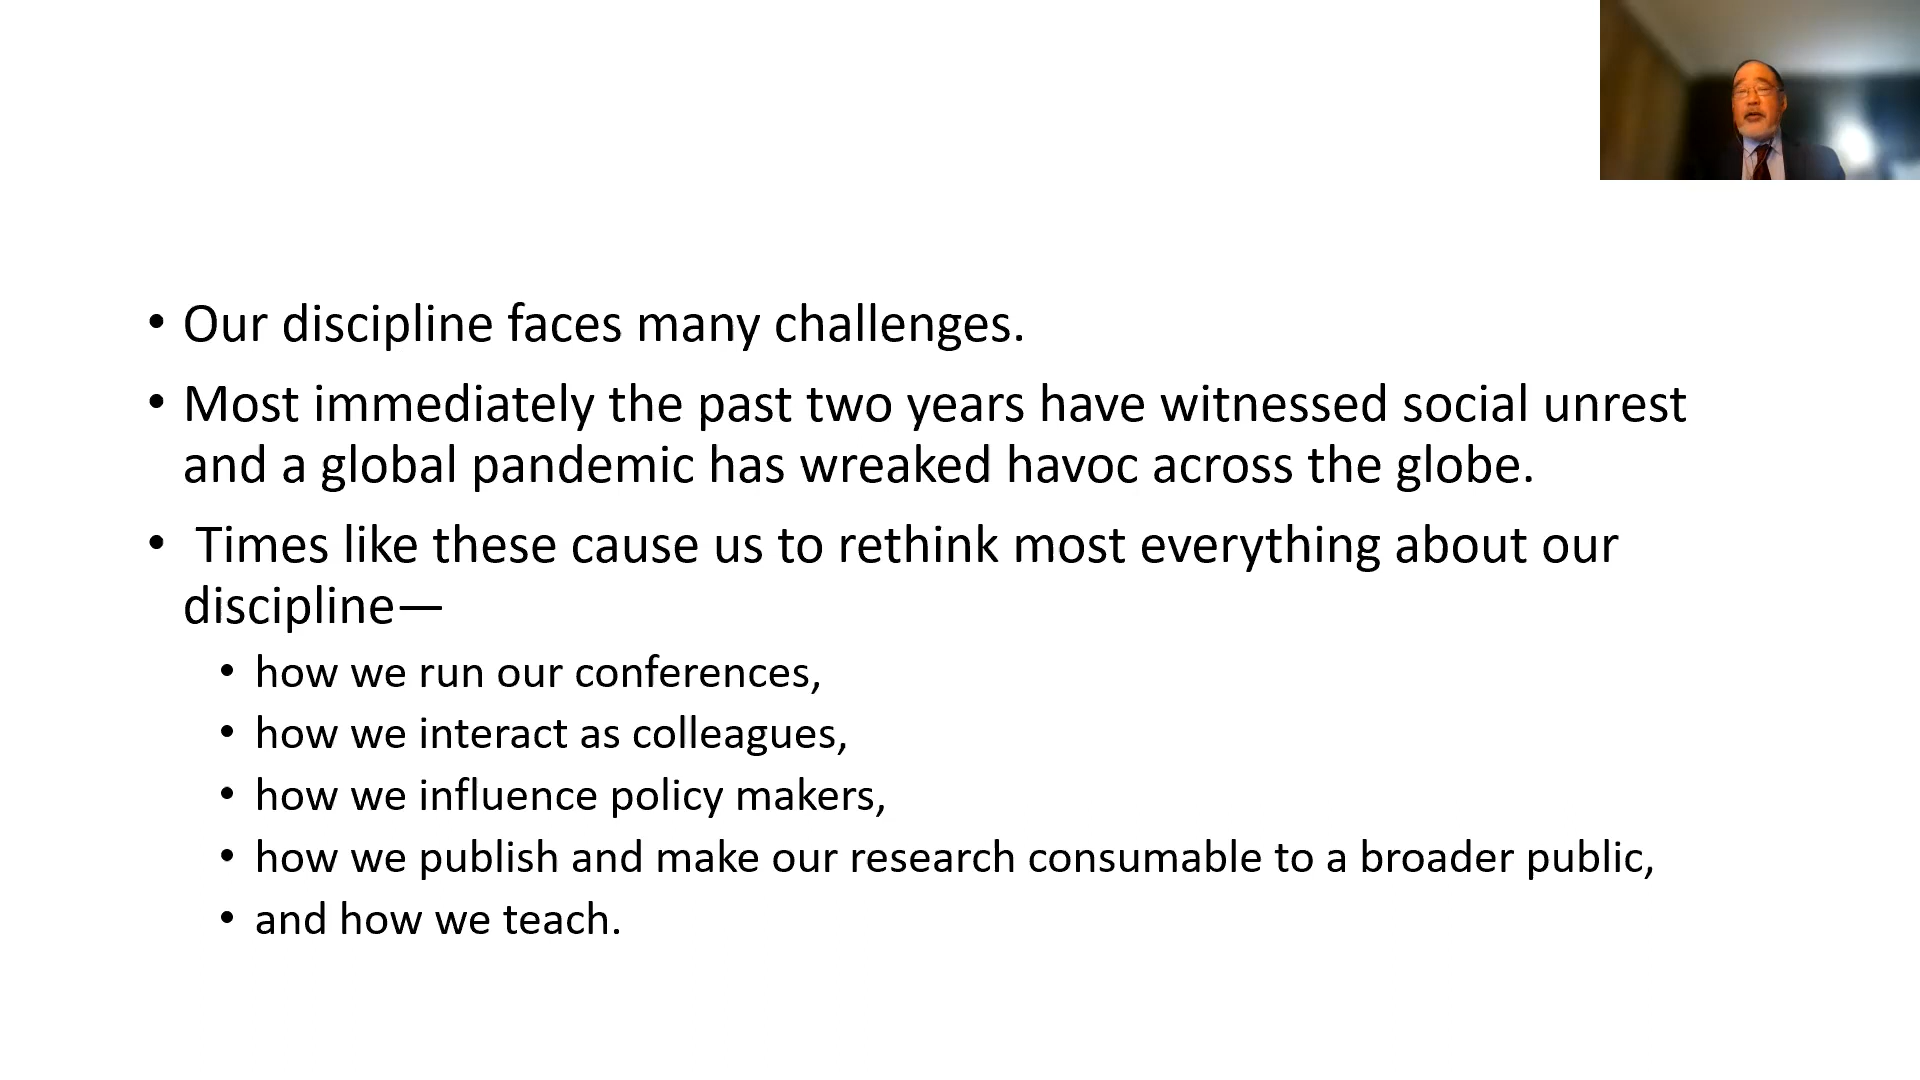 • Our discipline faces many challenges.
• Most immediately the past two years have witnessed social unrest
and a global pandemic has wreaked havoc across the globe.
• Times like these cause us to rethink most everything about our
discipline—
• how we run our conferences,
• how we interact as colleagues,
• how we influence policy makers,
• how we publish and make our research consumable to a broader public,
• and how we teach.